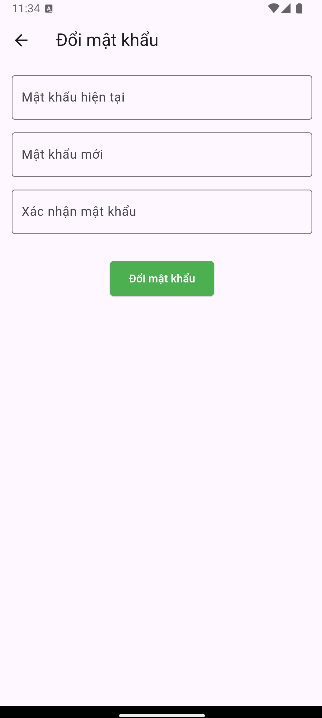 11:34
Đổi mật khẩu
Mật khẩu hiện tại
Mật khẩu mới
Xác nhận mật khẩu
Đổi mật khẩu